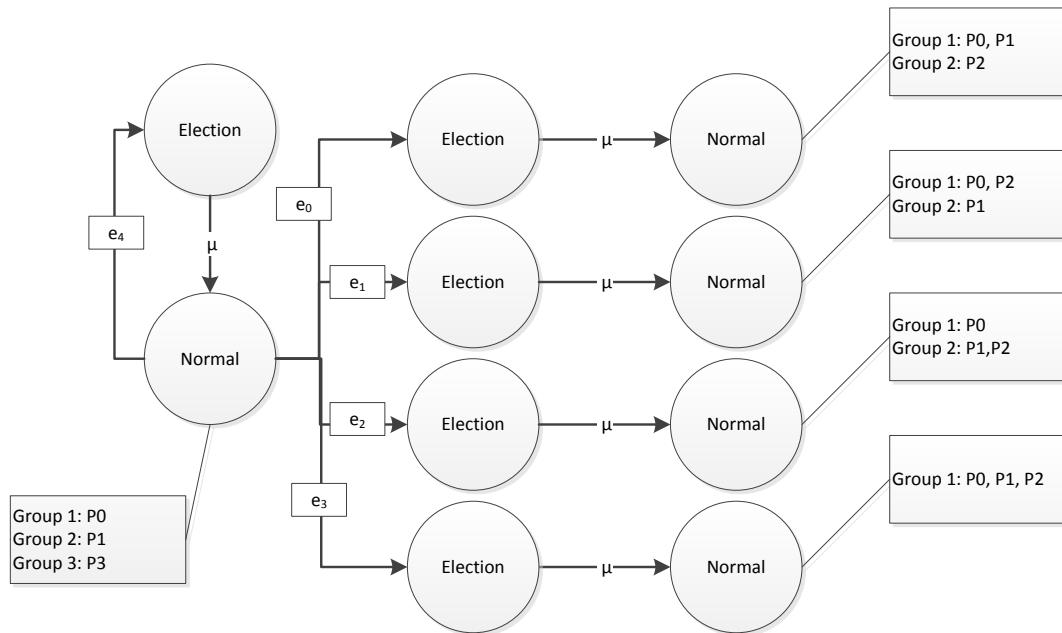 Group 1: P0, P1
Group 2: P2
Election
Election
μ
Normal
e₀
Group 1: P0, P2
Group 2: P1
e₄
μ
e₁
Election
μ
Normal
Normal
Group 1: P0
Group 2: P1,P2
e₂
Election
μ
Normal
e₃
Group 1: P0, P1, P2
Group 1: P0
Group 2: P1
Group 3: P3
Election
μ
Normal